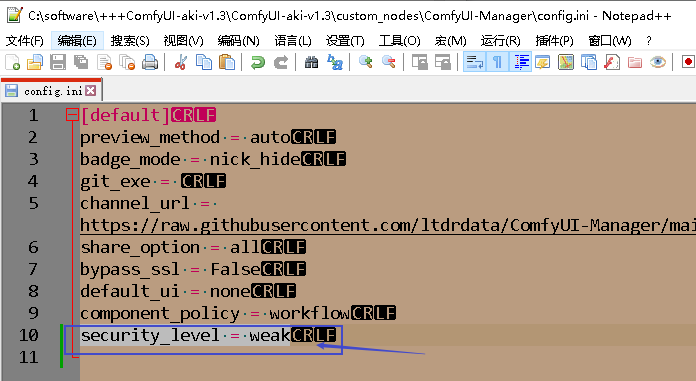 C:\software\+++ComfyUI-aki-v1.3\ComfyUI-aki-v1.3\custom_nodes\ComfyUI-Manager\config.ini - Notepad++
文件(F) 编辑(E) 搜索(S) 视图(V) 编码(N) 语言(L) 设置(T) 工具(O) 宏(M) 运行(R) 插件(P) 窗口(W) ?
config.ini
1 [default]CRLF
2 preview_method = autoCRLF
3 badge_mode = nick_hideCRLF
4 git_exe = CRLF
5 channel_url =
https://raw.githubusercontent.com/ltdrdata/ComfyUI-Manager/mai
6 share_option = allCRLF
7 bypass_ssl = FalseCRLF
8 default_ui = noneCRLF
9 component_policy = workflowCRLF
10 security_level = weakCRLF
11